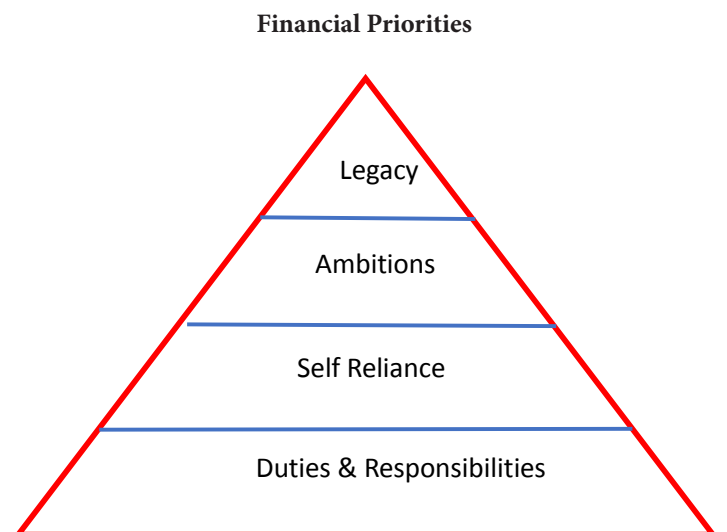 Financial Priorities
Legacy
Ambitions
Self Reliance
Duties & Responsibilities